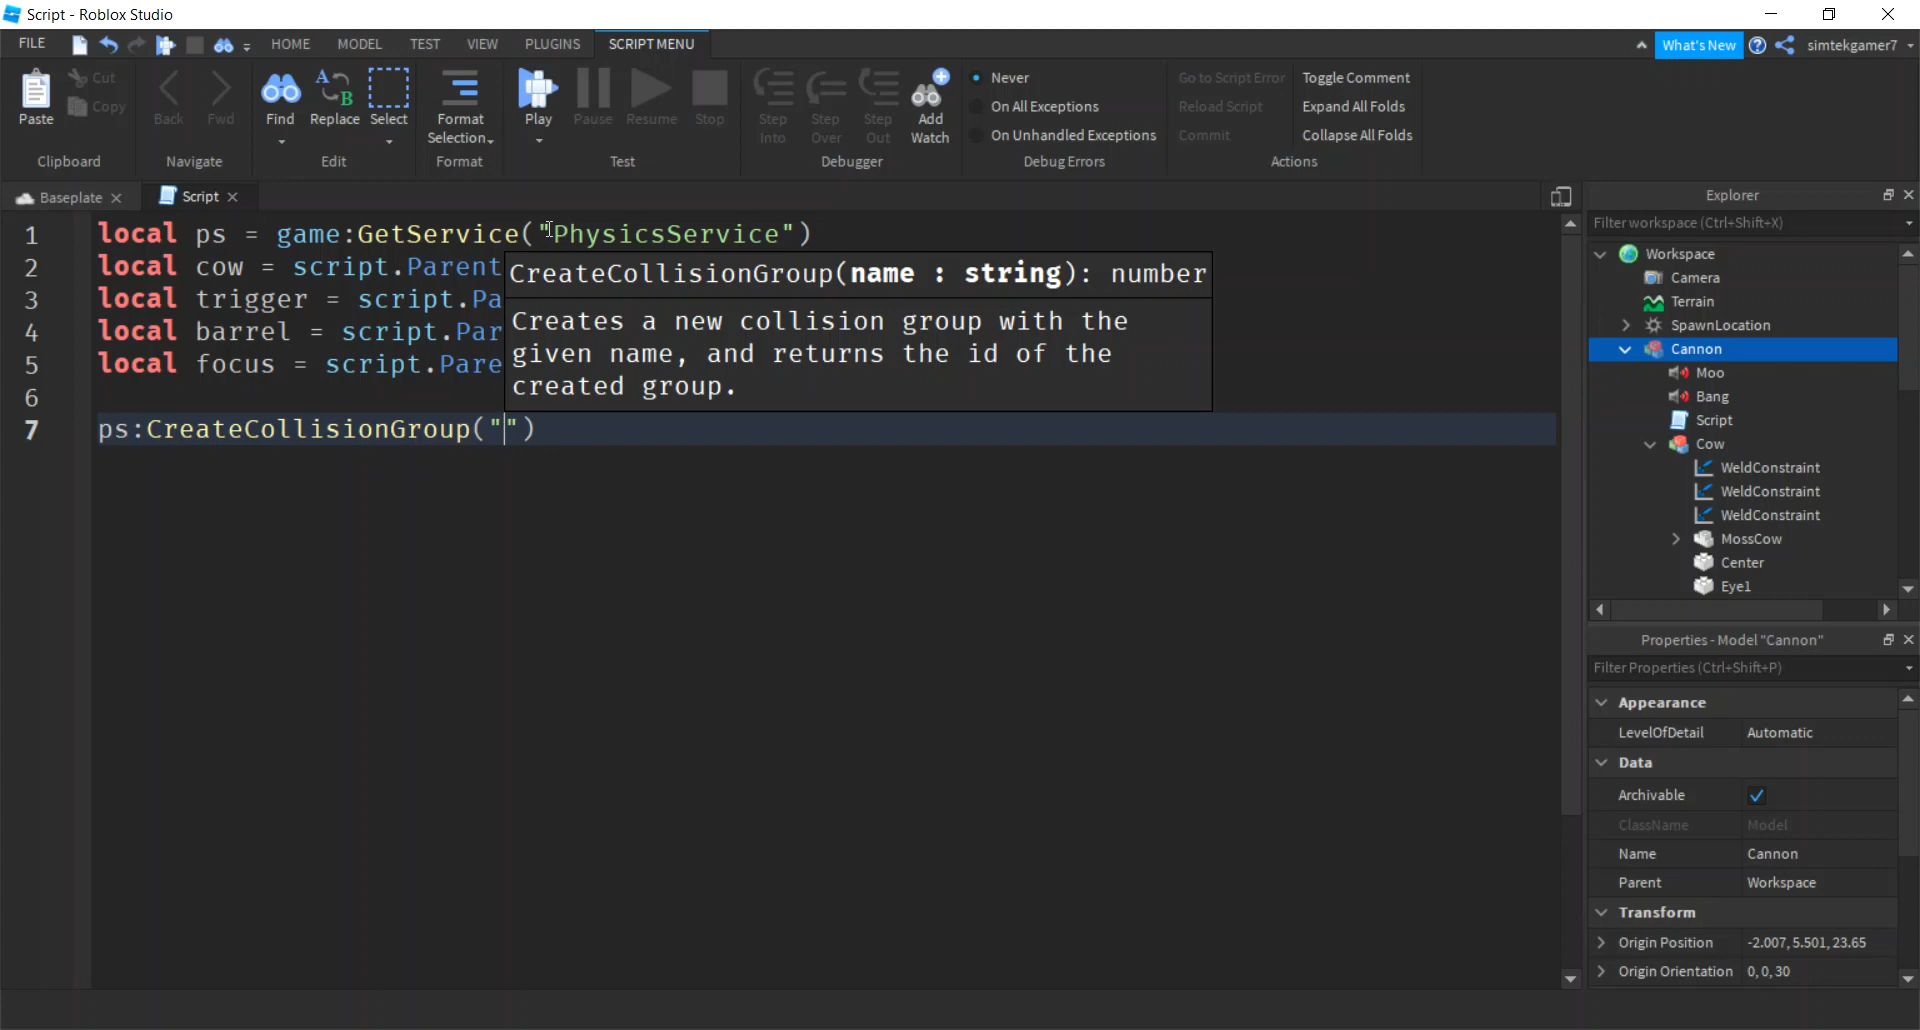 Script - Roblox Studio
FILE HOME MODEL TEST VIEW PLUGINS SCRIPT MENU What's New simtekgamer7
Paste Cut Copy Back Fwd Find Replace Select Format Selection Play Pause Resume Stop Step Into Step Over Step Out Add Watch Never On All Exceptions On Unhandled Exceptions Go to Script Error Reload Script Commit Toggle Comment Expand All Folds Collapse All Folds
Clipboard Navigate Edit Format Test Debugger Debug Errors Actions
Baseplate Script
1 local ps = game:GetService("PhysicsService")
2 local cow = script.Parent
3 local trigger = script.Pa
4 local barrel = script.Par
5 local focus = script.Pare
6
7 ps:CreateCollisionGroup("")
CreateCollisionGroup(name : string): number
Creates a new collision group with the
given name, and returns the id of the
created group.
Explorer
Filter workspace (Ctrl+Shift+X)
Workspace
Camera
Terrain
SpawnLocation
Cannon
Moo
Bang
Script
Cow
WeldConstraint
WeldConstraint
WeldConstraint
MossCow
Center
Eye1
Properties - Model "Cannon"
Filter Properties (Ctrl+Shift+P)
Appearance
LevelOfDetail Automatic
Data
Archivable
ClassName Model
Name Cannon
Parent Workspace
Transform
Origin Position -2.007, 5.501, 23.65
Origin Orientation 0, 0, 30